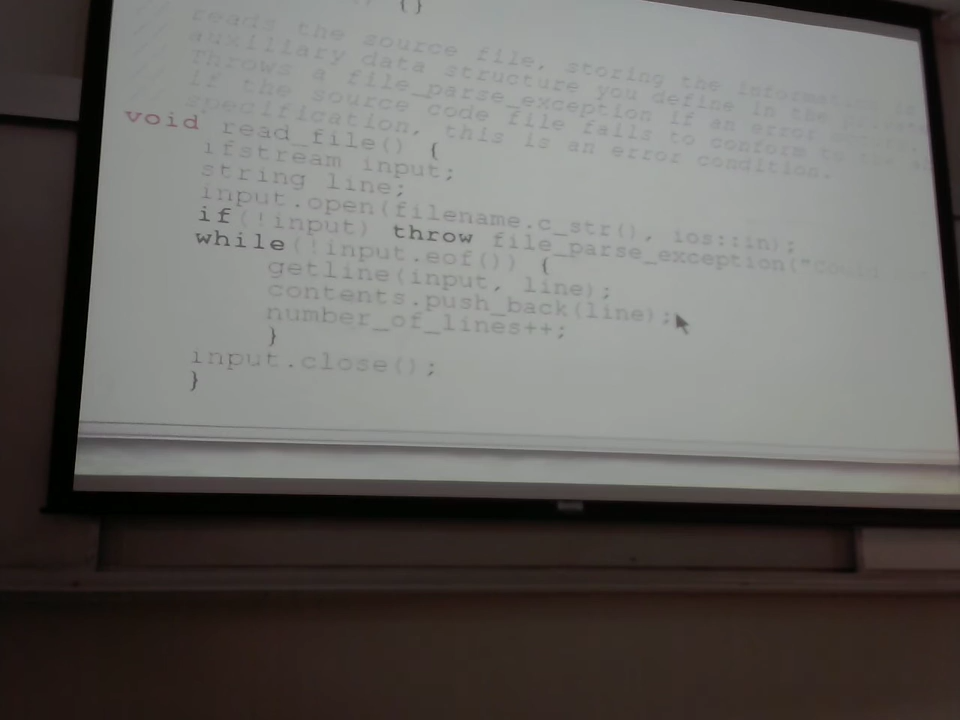 {}
/// reads the source file, storing the information is
/// auxillary data structure you define in the private
/// Throws a file_parse_exception if an error
/// if the source code file fails to conform to the
/// specification, this is an error condition.
void read_file() {
ifstream input;
string line;
input.open(filename.c_str(), ios::in);
if(!input) throw file_parse_exception("Could
while(!input.eof()) {
getline(input, line);
contents.push_back(line);
number_of_lines++;
}
input.close();
}